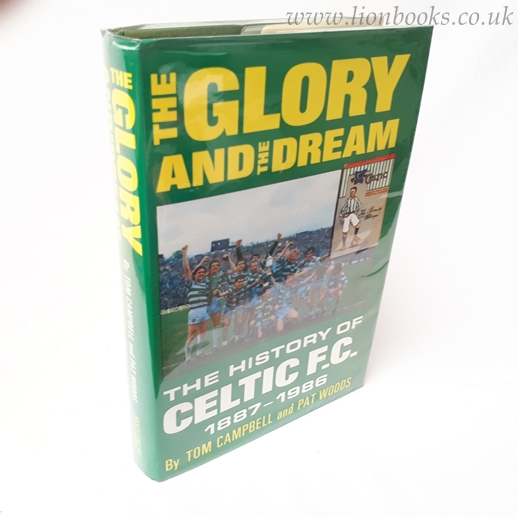 www.lionbooks.co.uk
THE GLORY
AND THE DREAM
THE HISTORY OF
CELTIC F.C.
1887-1986
By TOM CAMPBELL and PAT WOODS
THE GLORY
By TOM CAMPBELL and PAT WOODS